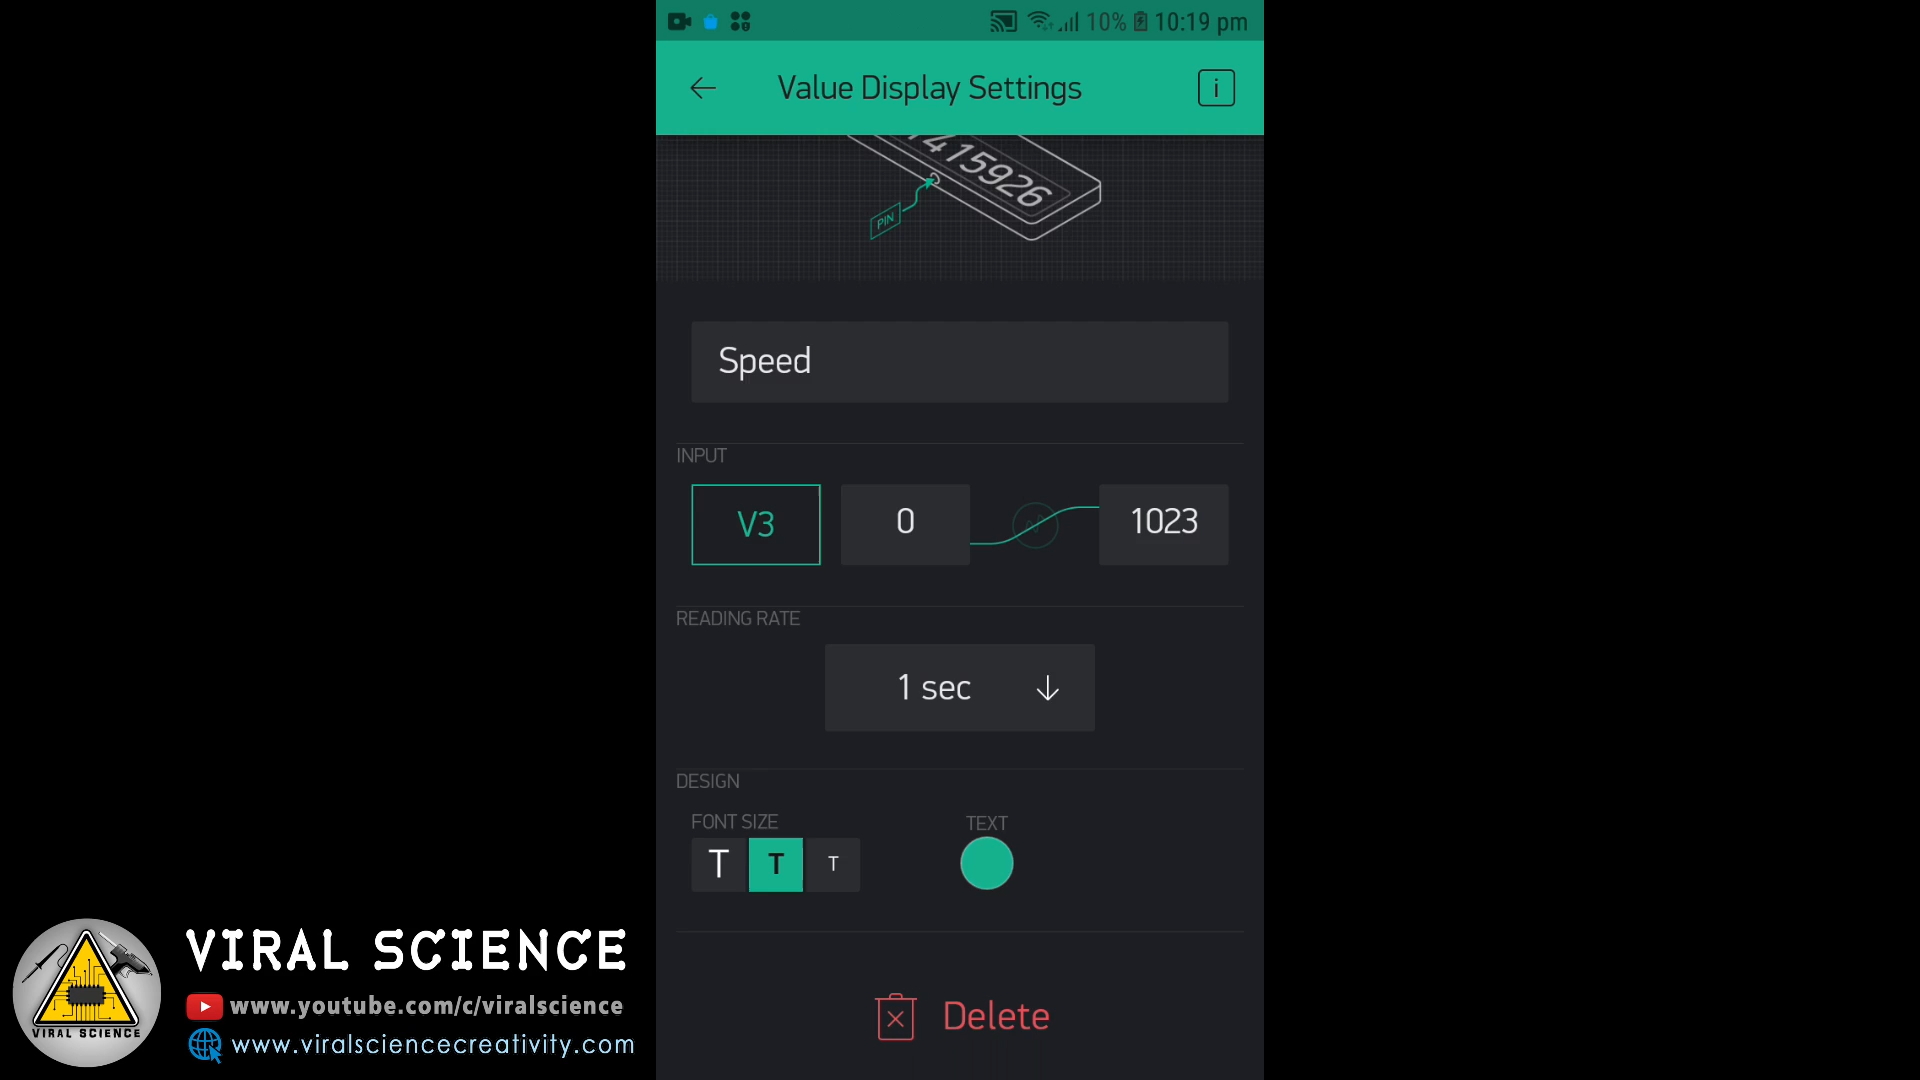 10% 10:19 pm
Value Display Settings
i
7415926
PIN
Speed
INPUT
V3 0 1023
READING RATE
1 sec
DESIGN
FONT SIZE TEXT
T T T
Delete
VIRAL SCIENCE
www.youtube.com/c/viralscience
www.viralsciencecreativity.com
VIRAL SCIENCE